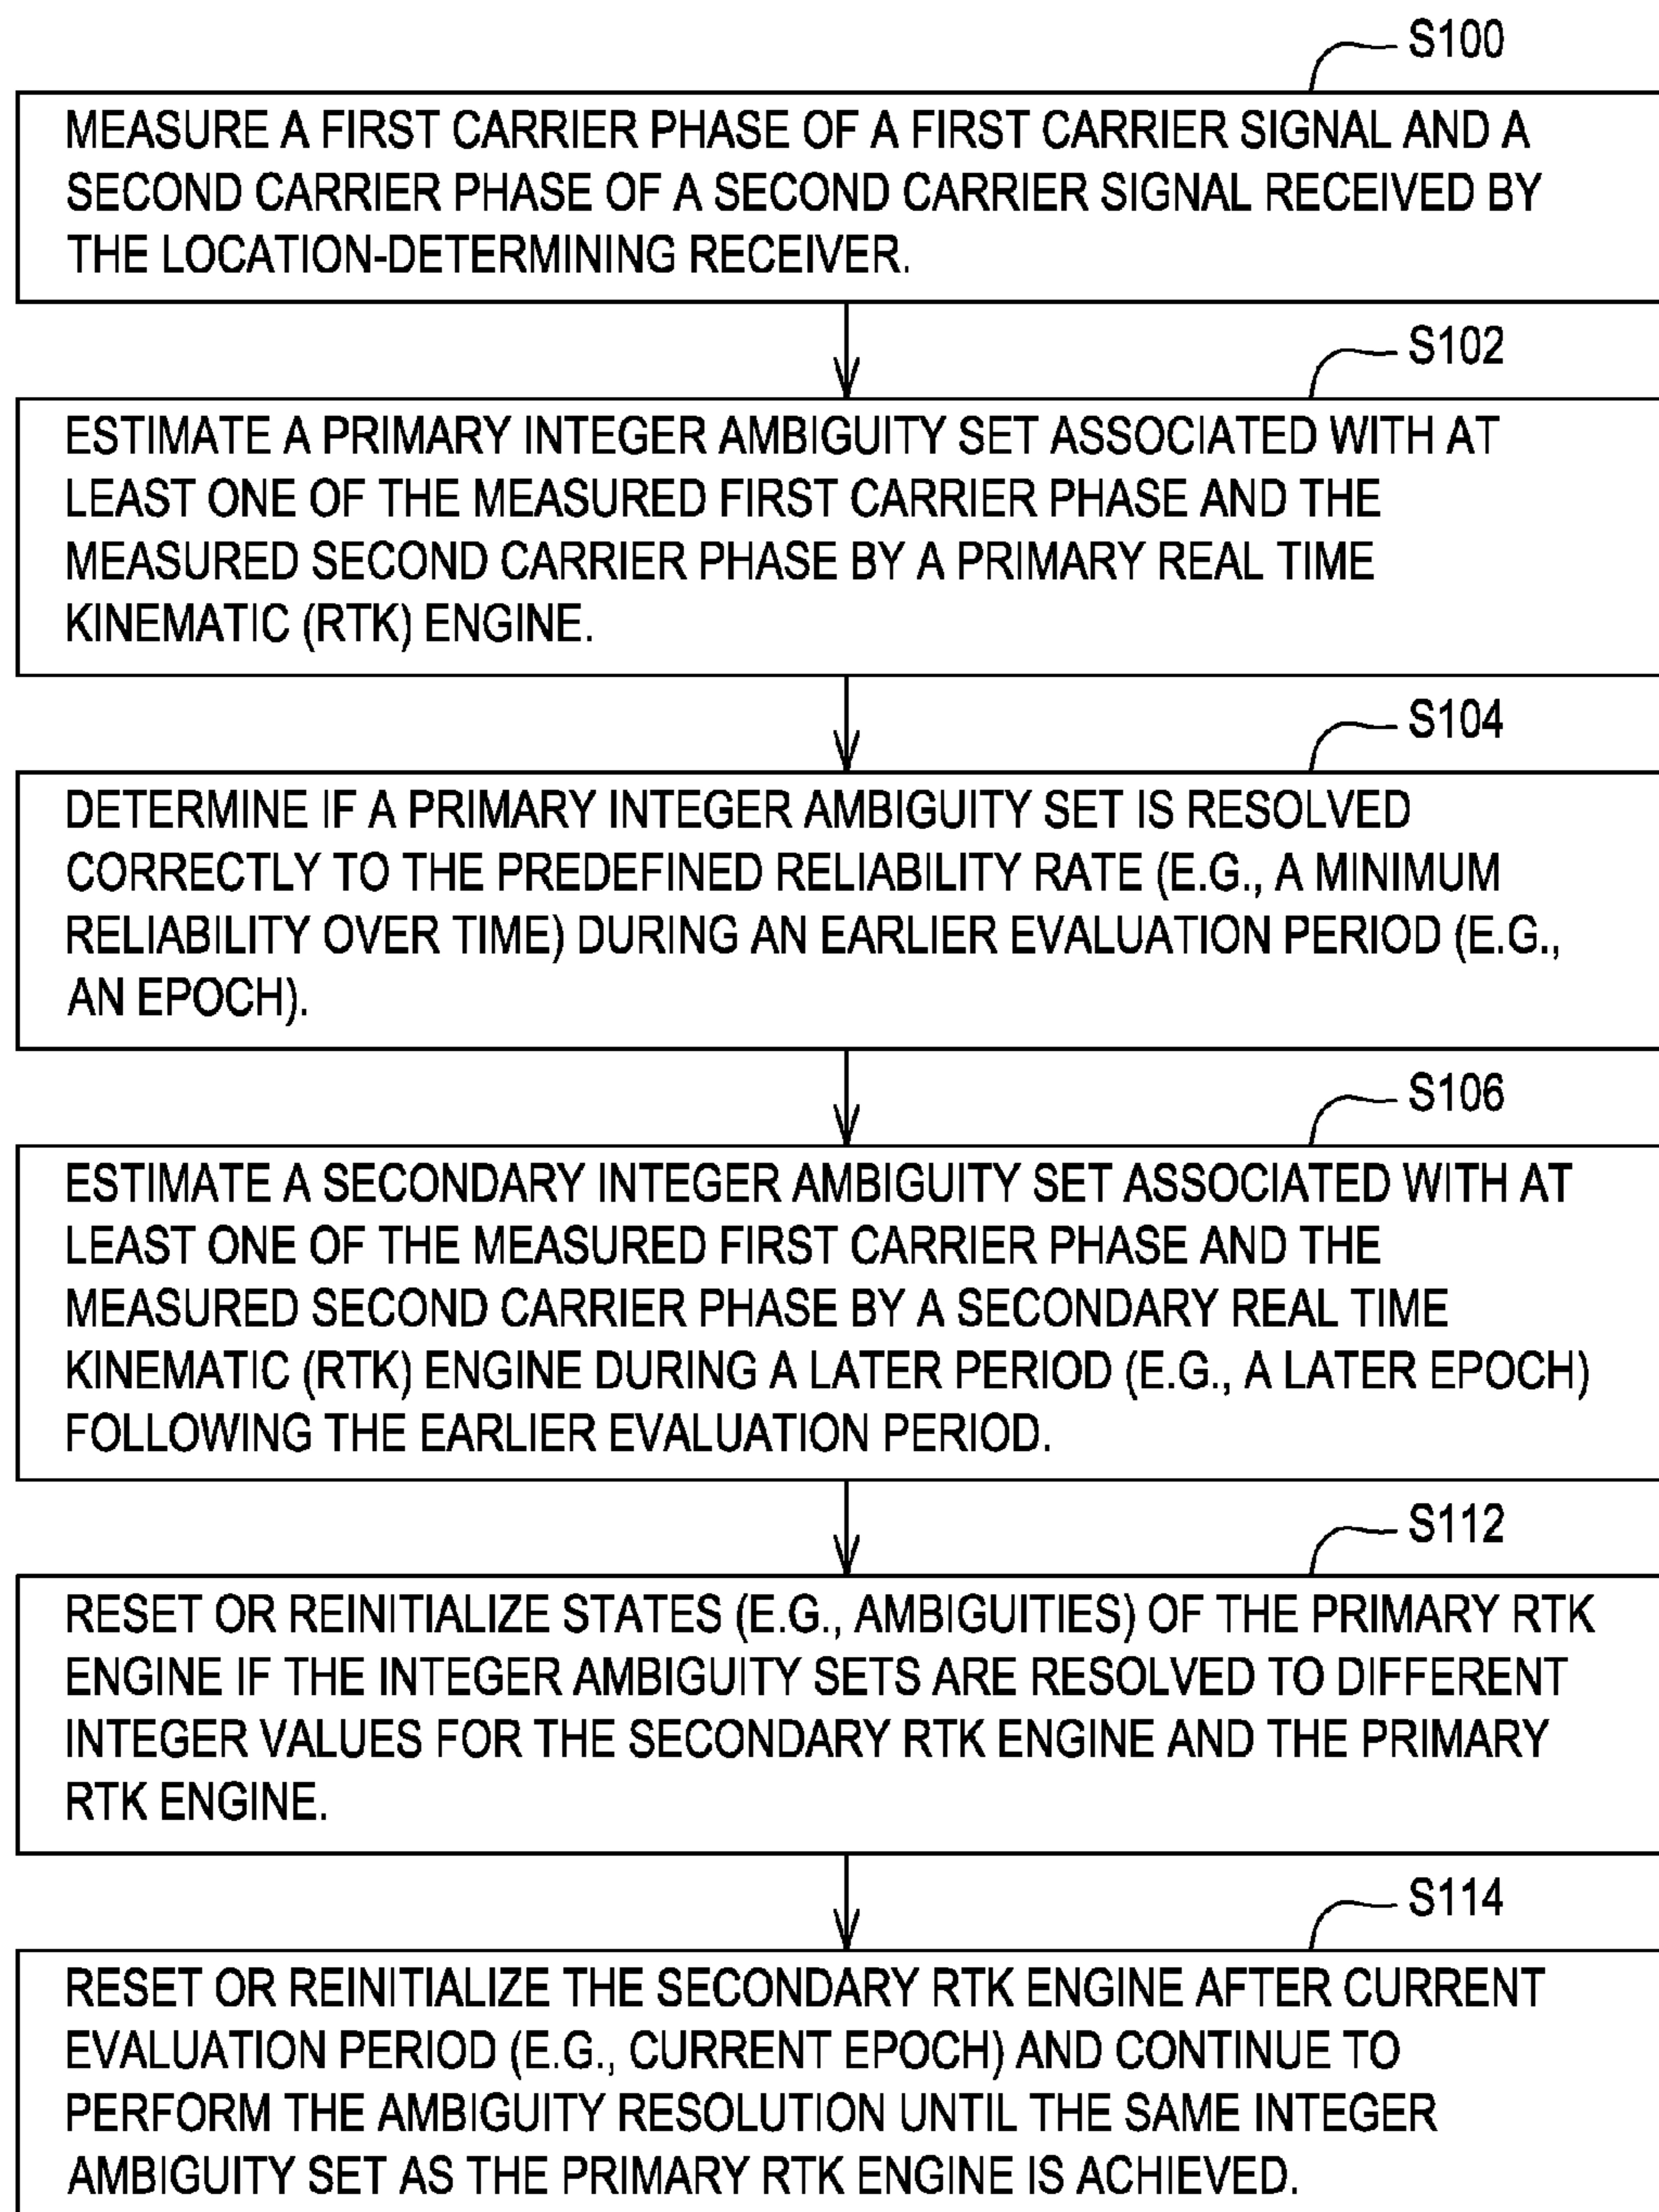 S100
MEASURE A FIRST CARRIER PHASE OF A FIRST CARRIER SIGNAL AND A
SECOND CARRIER PHASE OF A SECOND CARRIER SIGNAL RECEIVED BY
THE LOCATION-DETERMINING RECEIVER.
S102
ESTIMATE A PRIMARY INTEGER AMBIGUITY SET ASSOCIATED WITH AT
LEAST ONE OF THE MEASURED FIRST CARRIER PHASE AND THE
MEASURED SECOND CARRIER PHASE BY A PRIMARY REAL TIME
KINEMATIC (RTK) ENGINE.
S104
DETERMINE IF A PRIMARY INTEGER AMBIGUITY SET IS RESOLVED
CORRECTLY TO THE PREDEFINED RELIABILITY RATE (E.G., A MINIMUM
RELIABILITY OVER TIME) DURING AN EARLIER EVALUATION PERIOD (E.G.,
AN EPOCH).
S106
ESTIMATE A SECONDARY INTEGER AMBIGUITY SET ASSOCIATED WITH AT
LEAST ONE OF THE MEASURED FIRST CARRIER PHASE AND THE
MEASURED SECOND CARRIER PHASE BY A SECONDARY REAL TIME
KINEMATIC (RTK) ENGINE DURING A LATER PERIOD (E.G., A LATER EPOCH)
FOLLOWING THE EARLIER EVALUATION PERIOD.
S112
RESET OR REINITIALIZE STATES (E.G., AMBIGUITIES) OF THE PRIMARY RTK
ENGINE IF THE INTEGER AMBIGUITY SETS ARE RESOLVED TO DIFFERENT
INTEGER VALUES FOR THE SECONDARY RTK ENGINE AND THE PRIMARY
RTK ENGINE.
S114
RESET OR REINITIALIZE THE SECONDARY RTK ENGINE AFTER CURRENT
EVALUATION PERIOD (E.G., CURRENT EPOCH) AND CONTINUE TO
PERFORM THE AMBIGUITY RESOLUTION UNTIL THE SAME INTEGER
AMBIGUITY SET AS THE PRIMARY RTK ENGINE IS ACHIEVED.